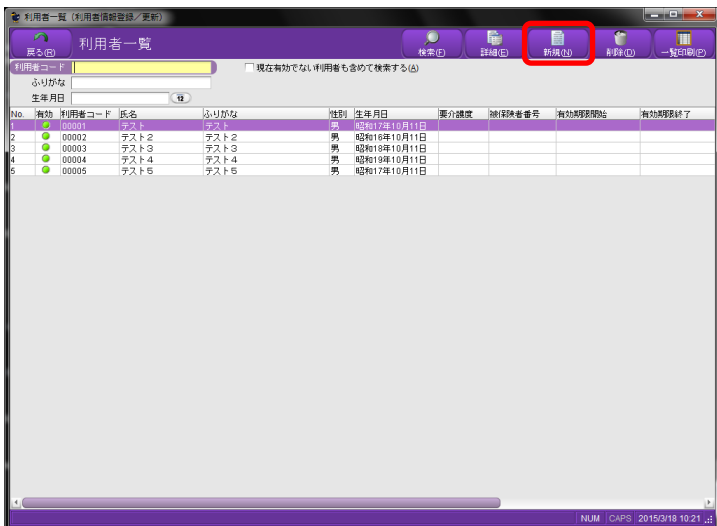 利用者一覧（利用者情報登録／更新）
戻る(R) 利用者一覧 検索(F) 詳細(E) 新規(N) 削除(D) 一覧印刷(P)
利用者コード 現在有効でない利用者も含めて検索する(A)
ふりがな
生年月日
No. 有効 利用者コード 氏名 ふりがな 性別 生年月日 要介護度 被保険者番号 有効期限開始 有効期限終了
1 00001 テスト テスト 男 昭和17年10月11日
2 00002 テスト2 テスト2 男 昭和16年10月11日
3 00003 テスト3 テスト3 男 昭和18年10月11日
4 00004 テスト4 テスト4 男 昭和19年10月11日
5 00005 テスト5 テスト5 男 昭和17年10月11日
NUM CAPS 2015/3/18 10:21